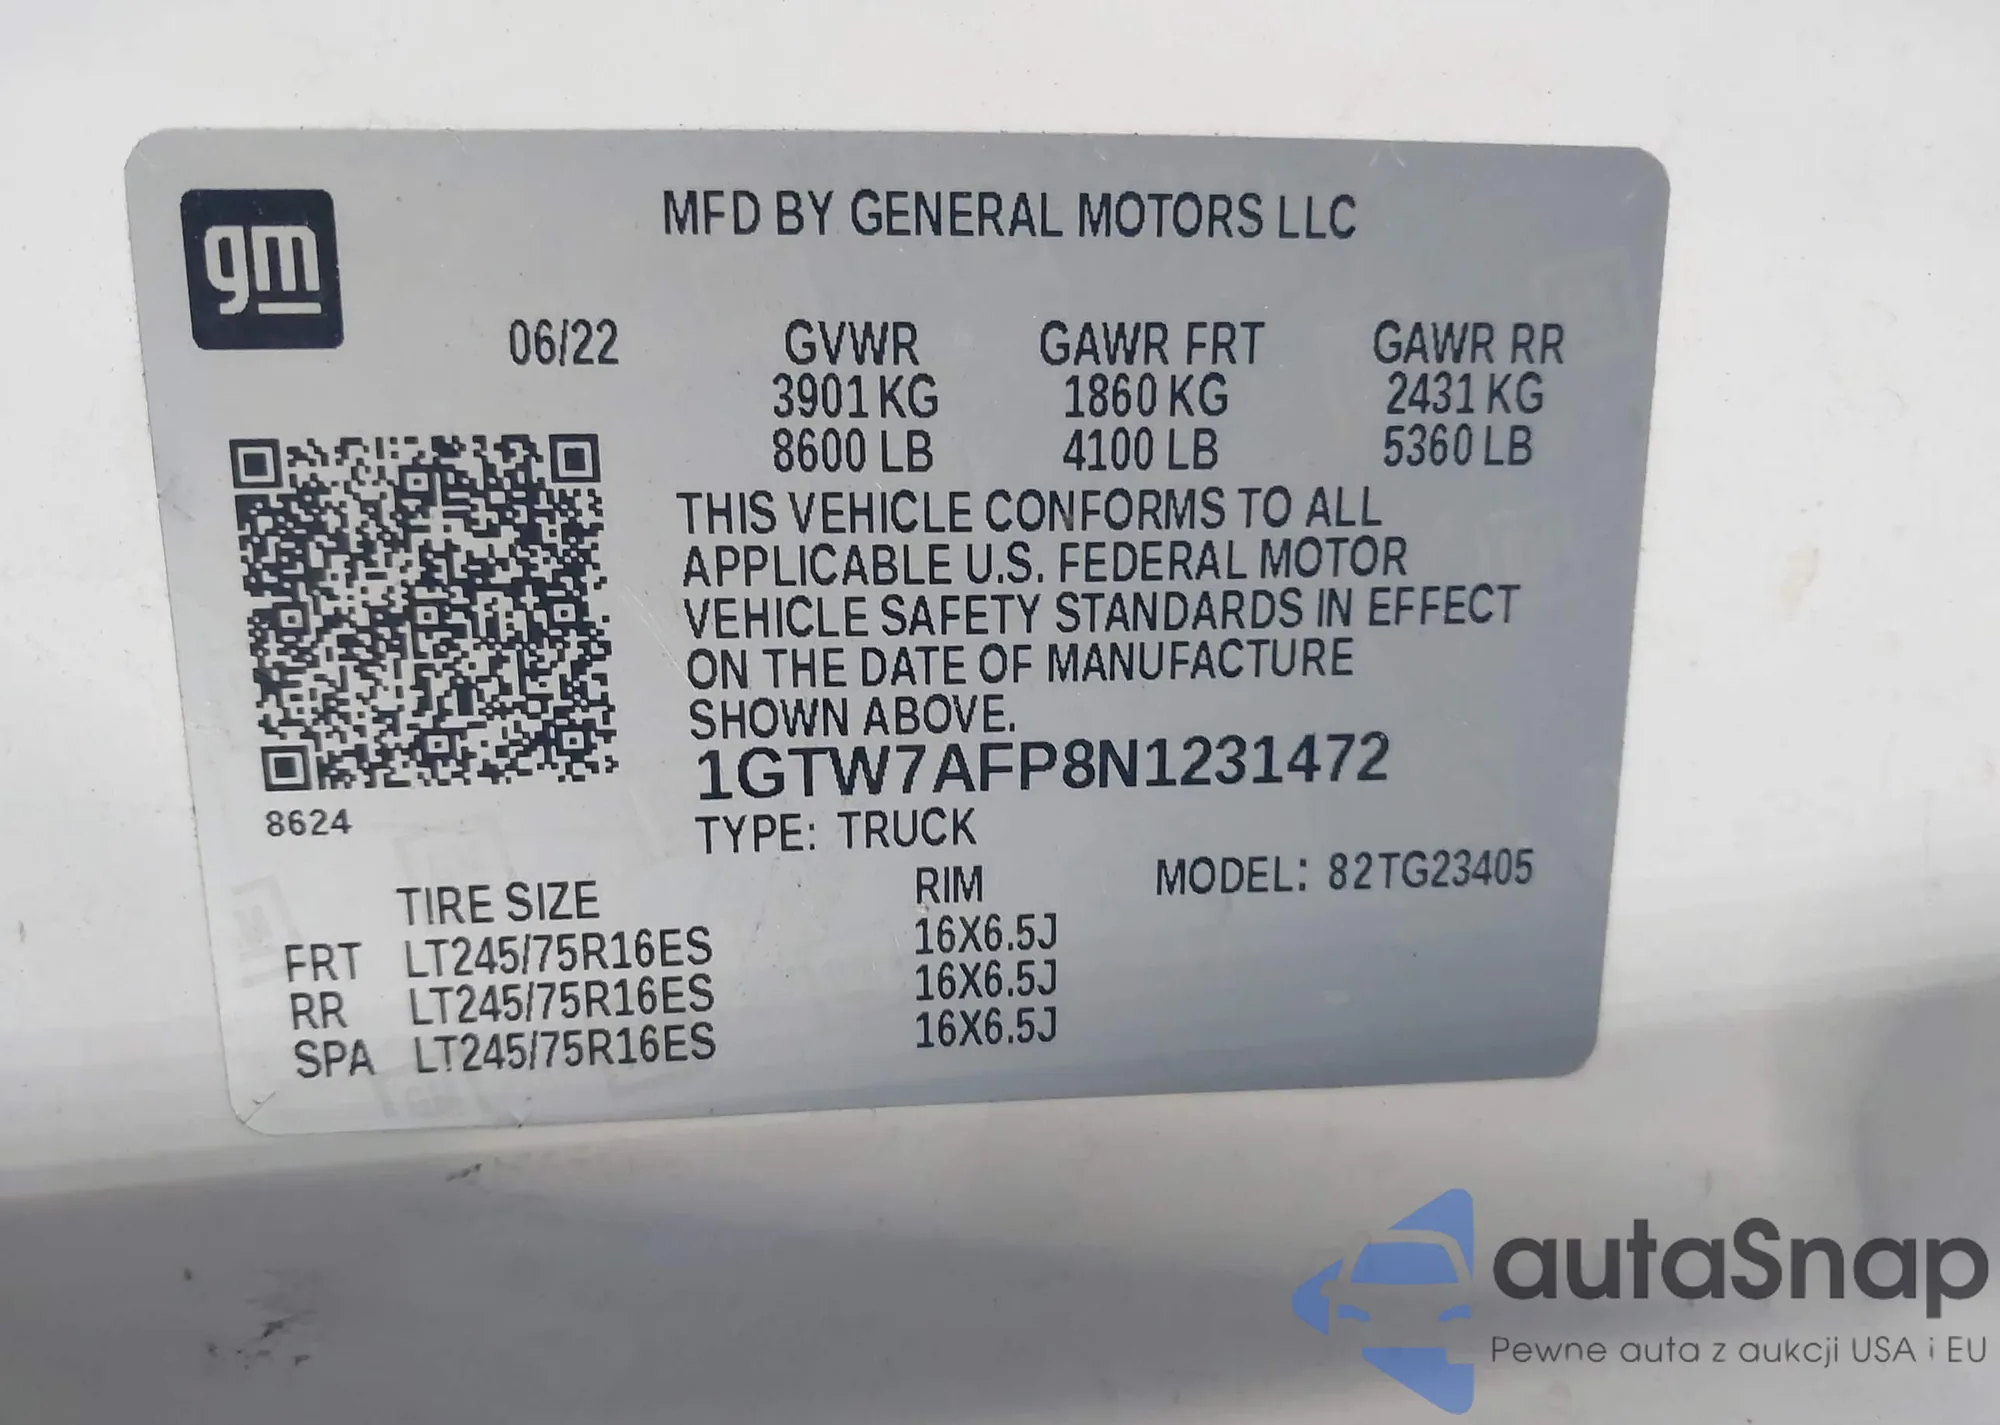 gm
MFD BY GENERAL MOTORS LLC
06/22 GVWR GAWR FRT GAWR RR
3901 KG 1860 KG 2431 KG
8600 LB 4100 LB 5360 LB
THIS VEHICLE CONFORMS TO ALL
APPLICABLE U.S. FEDERAL MOTOR
VEHICLE SAFETY STANDARDS IN EFFECT
ON THE DATE OF MANUFACTURE
SHOWN ABOVE.
1GTW7AFP8N1231472
8624
TYPE: TRUCK
MODEL: 82TG23405
TIRE SIZE RIM
FRT LT245/75R16ES 16X6.5J
RR LT245/75R16ES 16X6.5J
SPA LT245/75R16ES 16X6.5J
autaSnap
Pewne auta z aukcji USA i EU